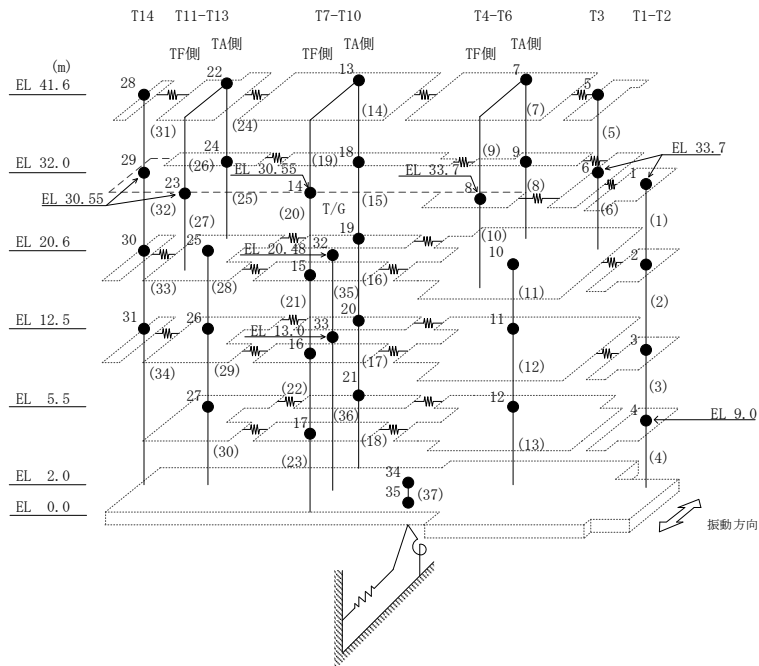 T14 T11-T13 T7-T10 T4-T6 T3 T1-T2
TF側 TA側 TF側 TA側 TF側 TA側
(m)
EL 41.6 28 22 13 7 5
(31) (24) (14) (7) (5)
EL 32.0 29 24 18 9 6 EL 33.7
(26) (19) (9)
EL 30.55 EL 33.7
23 14 8 1
EL 30.55 (32) (25) (15) (8) (6)
(27) (20) T/G (10) (1)
EL 20.6 30 25 32 19 10 2
EL 20.48
15
(33) (28) (35) (16) (11) (2)
(21)
EL 12.5 31 26 33 20 11 3
EL 13.0
16
(34) (29) (17) (12) (3)
EL 5.5 27 (22) 21 12 4 EL 9.0
(36)
17
(30) (23) (18) (13) (4)
EL 2.0 34
EL 0.0 35 (37)
振動方向